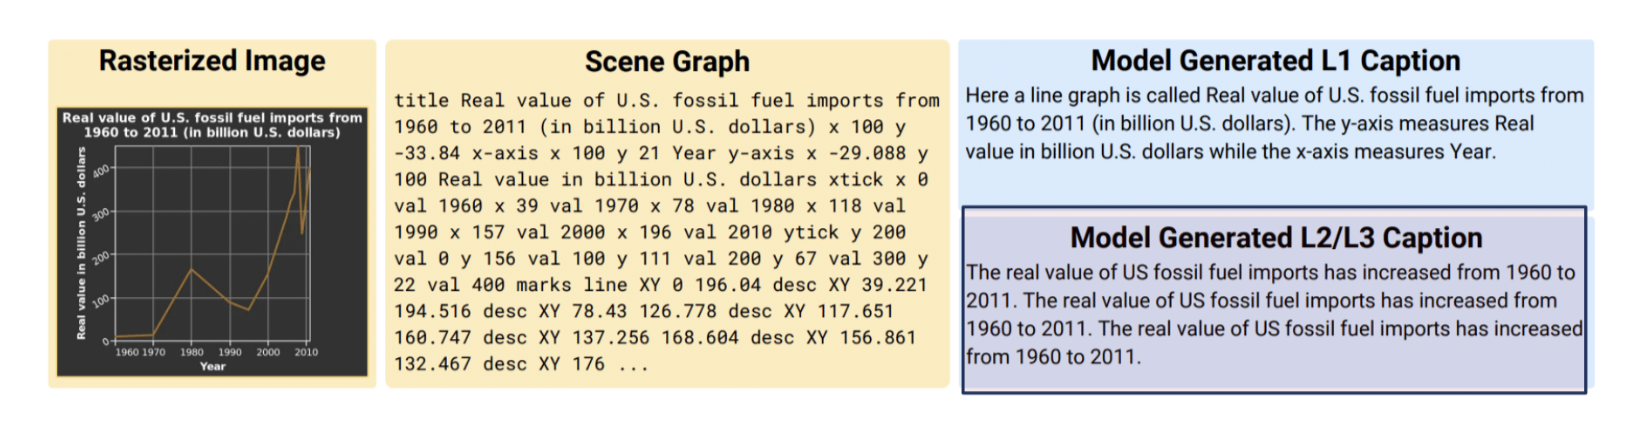 Rasterized Image
Real value of U.S. fossil fuel imports from
1960 to 2011 (in billion U.S. dollars)
Real value in billion U.S. dollars
400
300
200
100
0
1960 1970 1980 1990 2000 2010
Year
Scene Graph
title Real value of U.S. fossil fuel imports from
1960 to 2011 (in billion U.S. dollars) x 100 y
-33.84 x-axis x 100 y 21 Year y-axis x -29.088 y
100 Real value in billion U.S. dollars xtick x 0
val 1960 x 39 val 1970 x 78 val 1980 x 118 val
1990 x 157 val 2000 x 196 val 2010 ytick y 200
val 0 y 156 val 100 y 111 val 200 y 67 val 300 y
22 val 400 marks line XY 0 196.04 desc XY 39.221
194.516 desc XY 78.43 126.778 desc XY 117.651
160.747 desc XY 137.256 168.604 desc XY 156.861
132.467 desc XY 176 ...
Model Generated L1 Caption
Here a line graph is called Real value of U.S. fossil fuel imports from
1960 to 2011 (in billion U.S. dollars). The y-axis measures Real
value in billion U.S. dollars while the x-axis measures Year.
Model Generated L2/L3 Caption
The real value of US fossil fuel imports has increased from 1960 to
2011. The real value of US fossil fuel imports has increased from
1960 to 2011. The real value of US fossil fuel imports has increased
from 1960 to 2011.